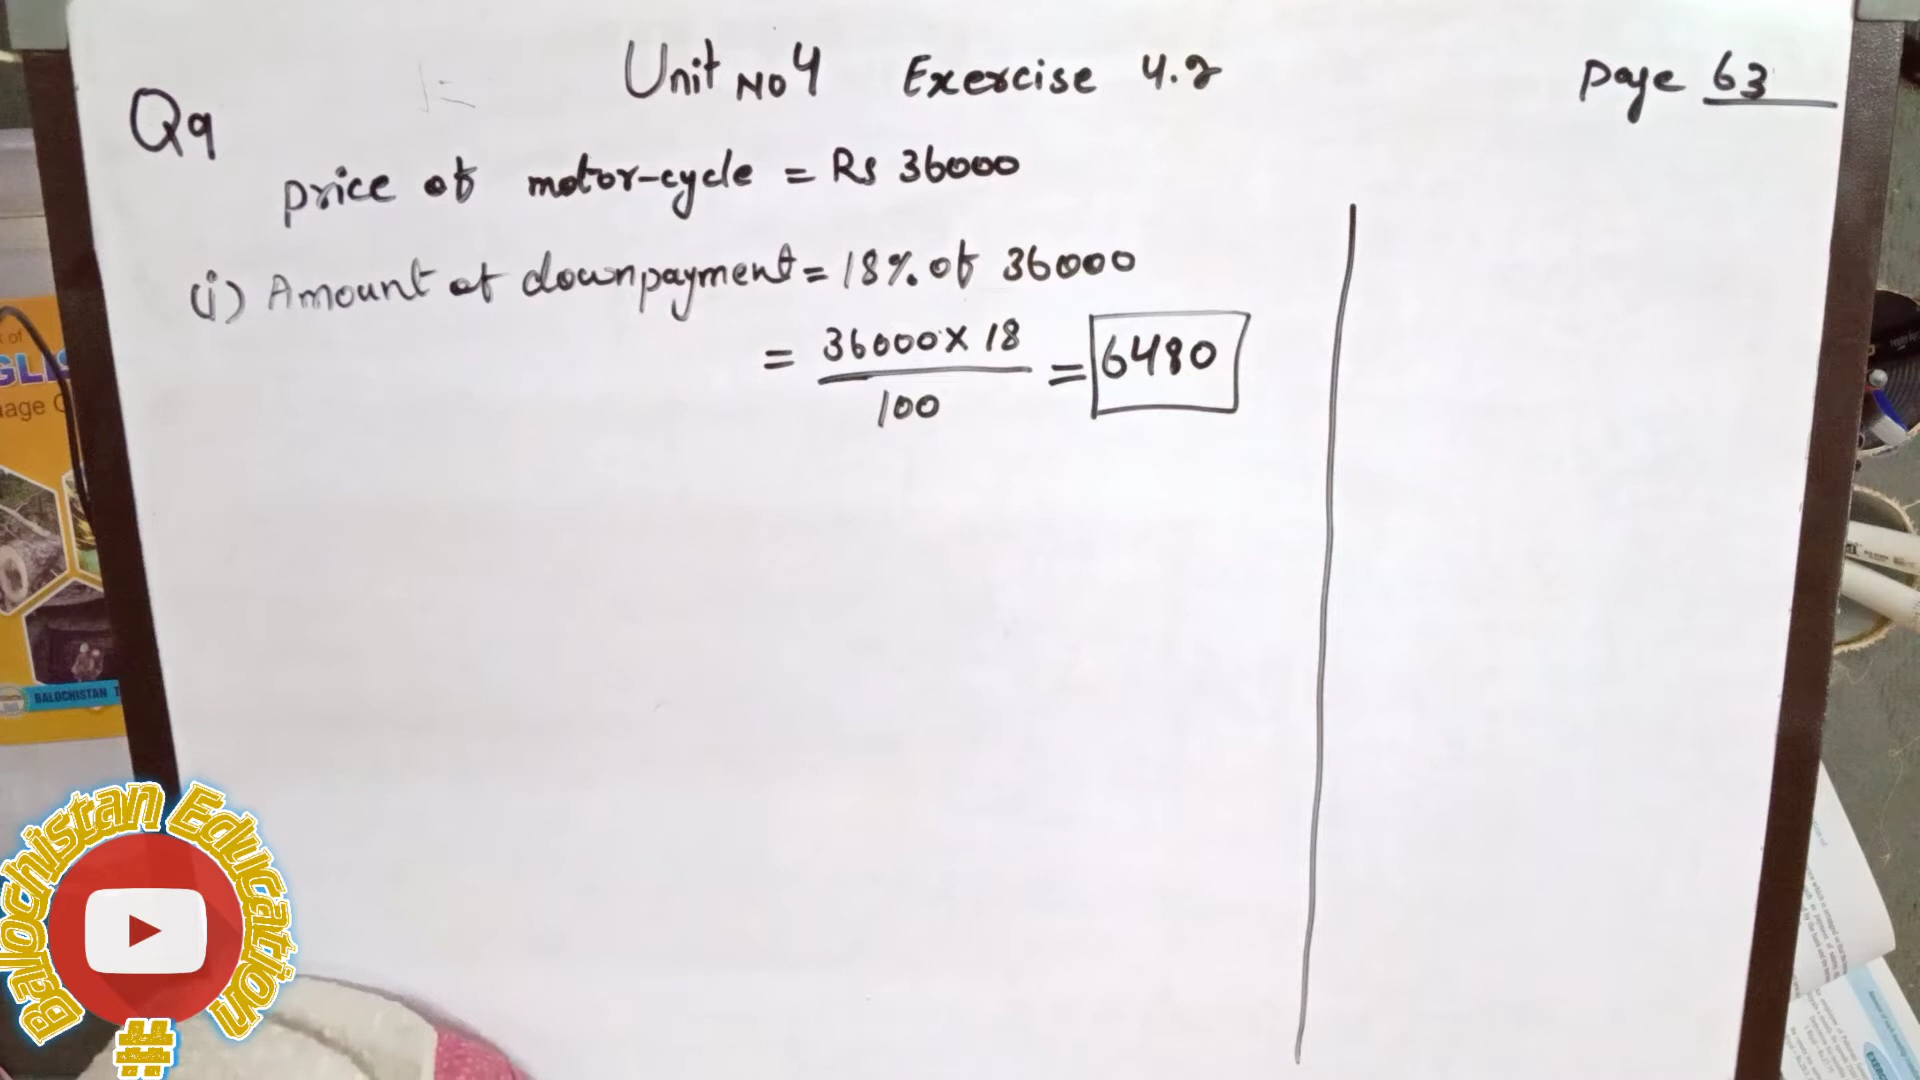 Unit No 4 Exercise 4.2
Page 63
Q9
price of motor-cycle = Rs 36000
(i) Amount of downpayment = 18% of 36000
= 36000 x 18 / 100 = 6480
BALOCHISTAN T
Balochistan Education
#